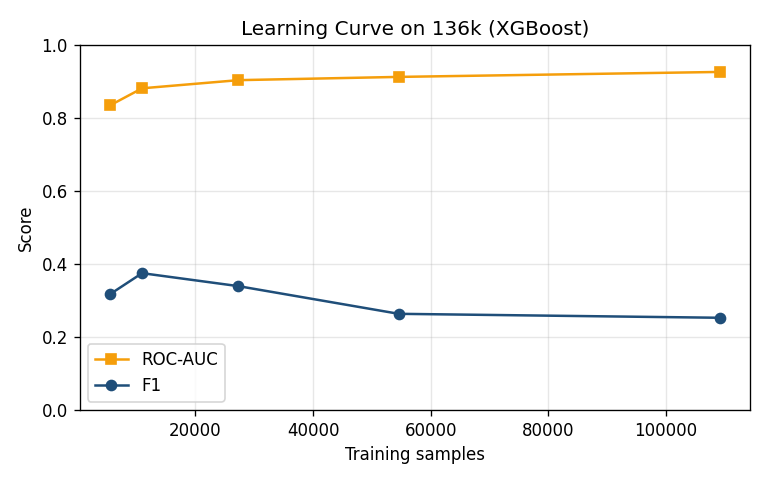 Learning Curve on 136k (XGBoost)
1.0
0.8
0.6
0.4
0.2
0.0
Score
ROC-AUC
F1
20000
40000
60000
80000
100000
Training samples